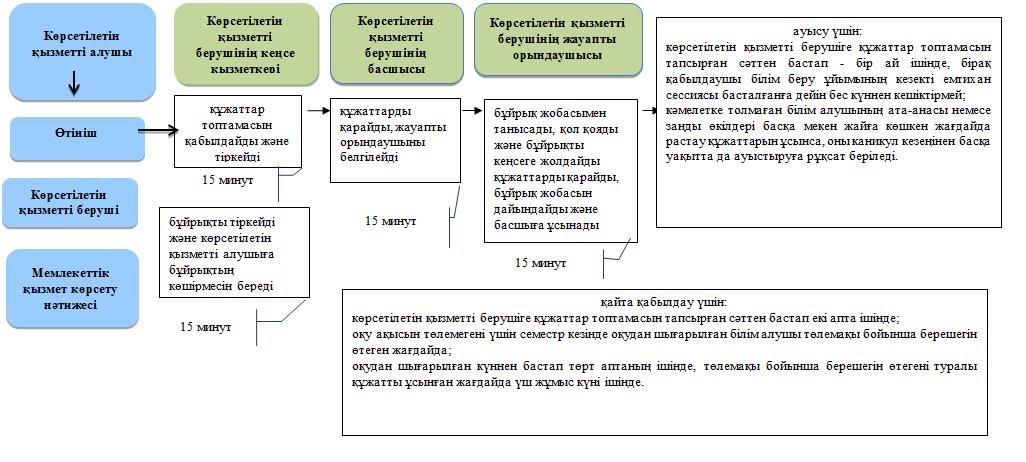 Көрсетілетін
қызметті алушы
Көрсетілетін
қызметті
берушінің кеңсе
қызметкеві
Көрсетілетін
қызметті
берушінің
басшысы
Көрсетілетін қызметті
берушінің жауапты
орындаушысы
Өтініш
құжаттар
топтамасын
қабылдайды және
тіркейді
15 минут
құжаттарды
қарайды, жауапты
орындаушыны
белгілейді
15 минут
бұйрық жобасымен
танысады, қол қояды
және бұйрықты
кеңсеге жолдайды
құжаттарды қарайды,
бұйрық жобасын
дайындайды және
басшыға ұсынады
15 минут
ауысу үшін:
көрсетілетін қызметті берушіге құжаттар топтамасын
тапсырған сәттен бастап - бір ай ішінде, бірақ
қабылдаушы білім беру ұйымының кезекті емтихан
сессиясы басталғанға дейін бес күннен кешіктірмей;
кәмелетке толмаған білім алушының ата-анасы немесе
заңды өкілдері басқа мекен жайға көшкен жағдайда
растау құжаттарын ұсынса, оны каникул кезеңінен басқа
уақытта да ауыстыруға рұқсат беріледі.
Көрсетілетін
қызметті беруші
бұйрықты тіркейді
және көрсетілетін
қызметті алушыға
бұйрықтың
көшірмесін береді
15 минут
Мемлекеттік
қызмет көрсету
нәтижесі
қайта қабылдау үшін:
көрсетілетін қызметті берушіге құжаттар топтамасын тапсырған сәттен бастап екі апта ішінде;
оқу ақысын төлемегені үшін семестр кезінде оқудан шығарылған білім алушы төлемақы бойынша берешегін
өтеген жағдайда;
оқудан шығарылған күннен бастап төрт аптаның ішінде, төлемақы бойынша берешегін өтегені туралы
құжатты ұсынған жағдайда үш жұмыс күні ішінде.